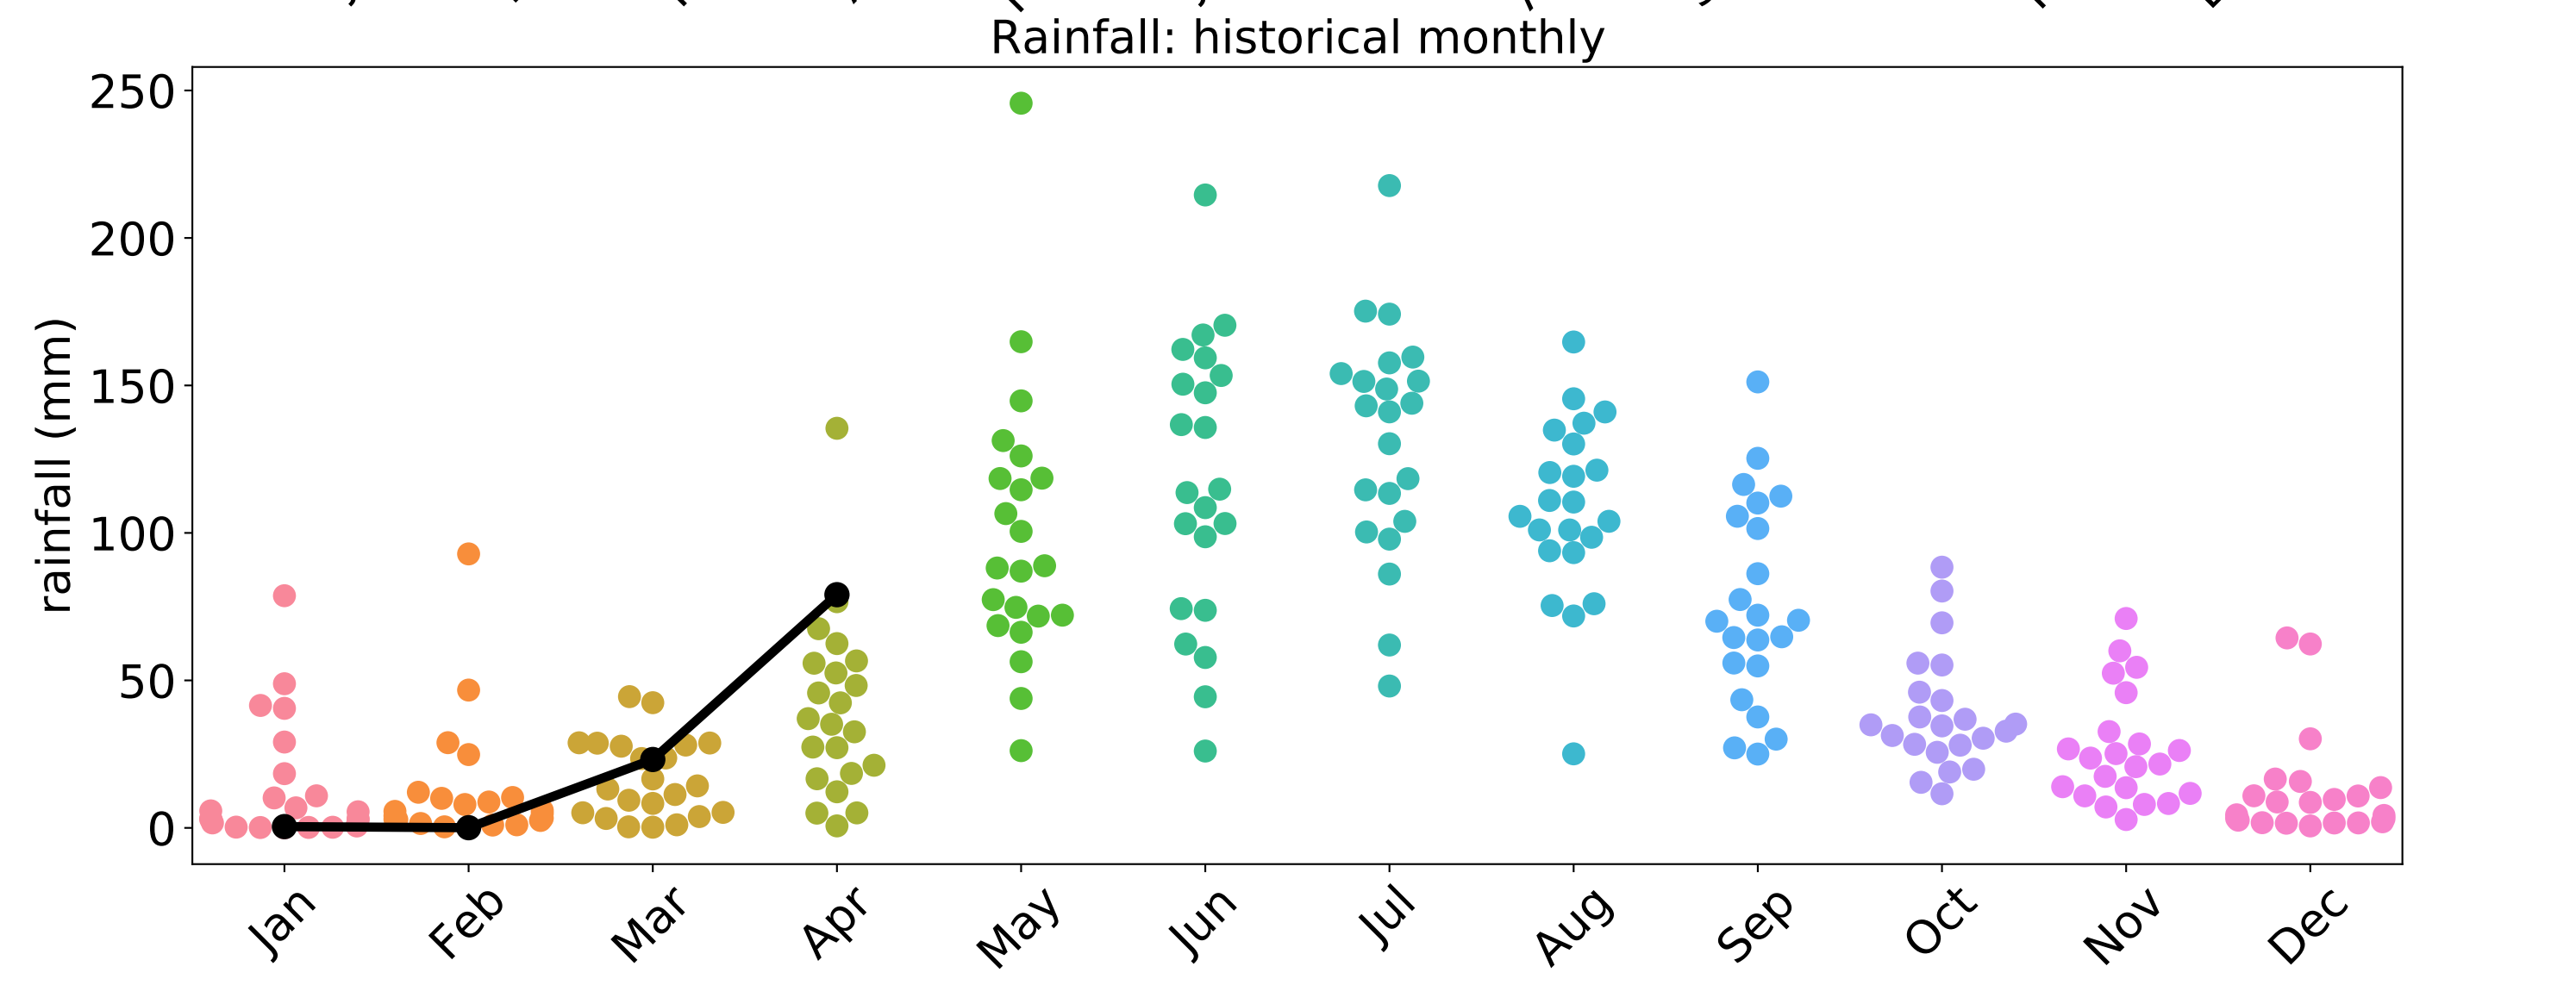 Rainfall: historical monthly
rainfall (mm)
250
200
150
100
50
0
Jan
Feb
Mar
Apr
May
Jun
Jul
Aug
Sep
Oct
Nov
Dec